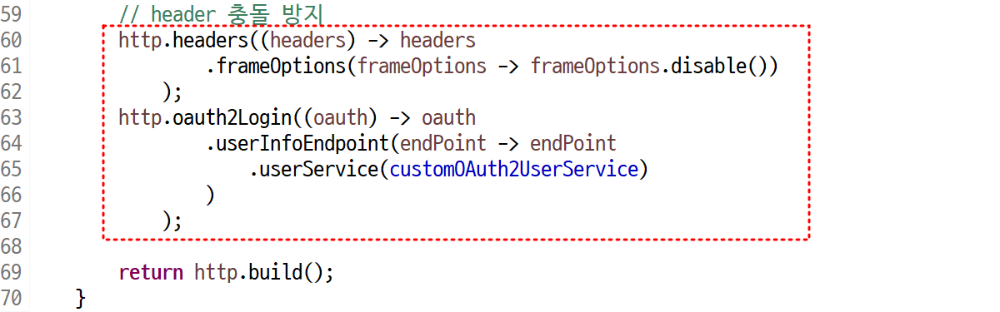 59 // header 충돌 방지
60 http.headers((headers) -> headers
61 .frameOptions(frameOptions -> frameOptions.disable())
62 );
63 http.oauth2Login((oauth) -> oauth
64 .userInfoEndpoint(endPoint -> endPoint
65 .userService(customOAuth2UserService)
66 )
67 );
68
69 return http.build();
70 }